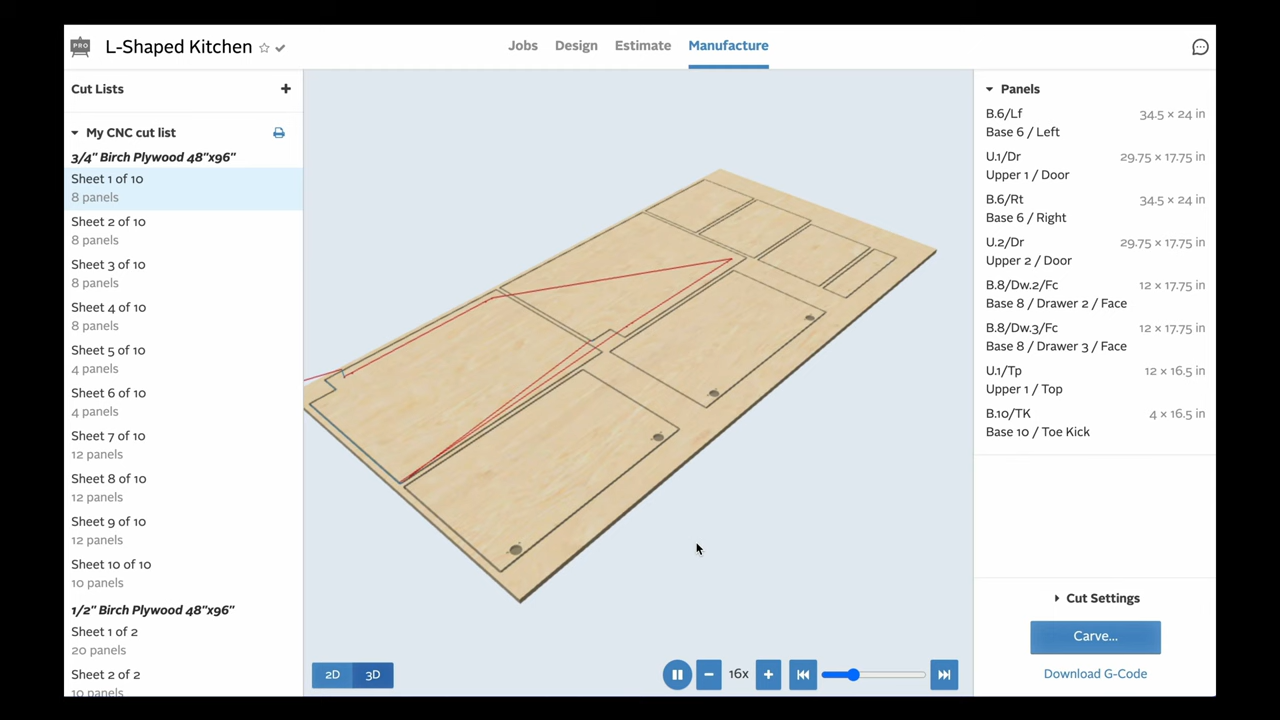 PRO
L-Shaped Kitchen
Jobs Design Estimate Manufacture
Cut Lists +
My CNC cut list
3/4" Birch Plywood 48"x96"
Sheet 1 of 10
8 panels
Sheet 2 of 10
8 panels
Sheet 3 of 10
8 panels
Sheet 4 of 10
8 panels
Sheet 5 of 10
4 panels
Sheet 6 of 10
4 panels
Sheet 7 of 10
12 panels
Sheet 8 of 10
12 panels
Sheet 9 of 10
12 panels
Sheet 10 of 10
10 panels
1/2" Birch Plywood 48"x96"
Sheet 1 of 2
20 panels
Sheet 2 of 2
10 panels
2D 3D
16x
Panels
B.6/Lf 34.5 × 24 in
Base 6 / Left
U.1/Dr 29.75 × 17.75 in
Upper 1 / Door
B.6/Rt 34.5 × 24 in
Base 6 / Right
U.2/Dr 29.75 × 17.75 in
Upper 2 / Door
B.8/Dw.2/Fc 12 × 17.75 in
Base 8 / Drawer 2 / Face
B.8/Dw.3/Fc 12 × 17.75 in
Base 8 / Drawer 3 / Face
U.1/Tp 12 × 16.5 in
Upper 1 / Top
B.10/TK 4 × 16.5 in
Base 10 / Toe Kick
Cut Settings
Carve...
Download G-Code